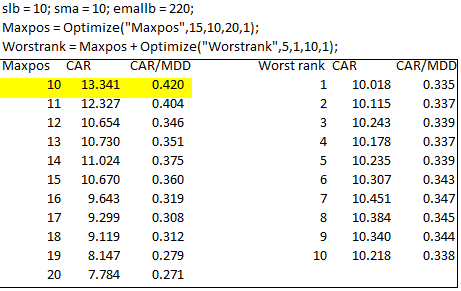 slb = 10; sma = 10; emallb = 220;
Maxpos = Optimize("Maxpos",15,10,20,1);
Worstrank = Maxpos + Optimize("Worstrank",5,1,10,1);
Maxpos CAR CAR/MDD Worst rank CAR CAR/MDD
10 13.341 0.420 1 10.018 0.335
11 12.327 0.404 2 10.115 0.337
12 10.654 0.346 3 10.243 0.339
13 10.730 0.351 4 10.178 0.337
14 11.024 0.375 5 10.235 0.339
15 10.670 0.360 6 10.307 0.343
16 9.643 0.319 7 10.451 0.347
17 9.299 0.308 8 10.384 0.345
18 9.119 0.312 9 10.340 0.344
19 8.147 0.279 10 10.218 0.338
20 7.784 0.271